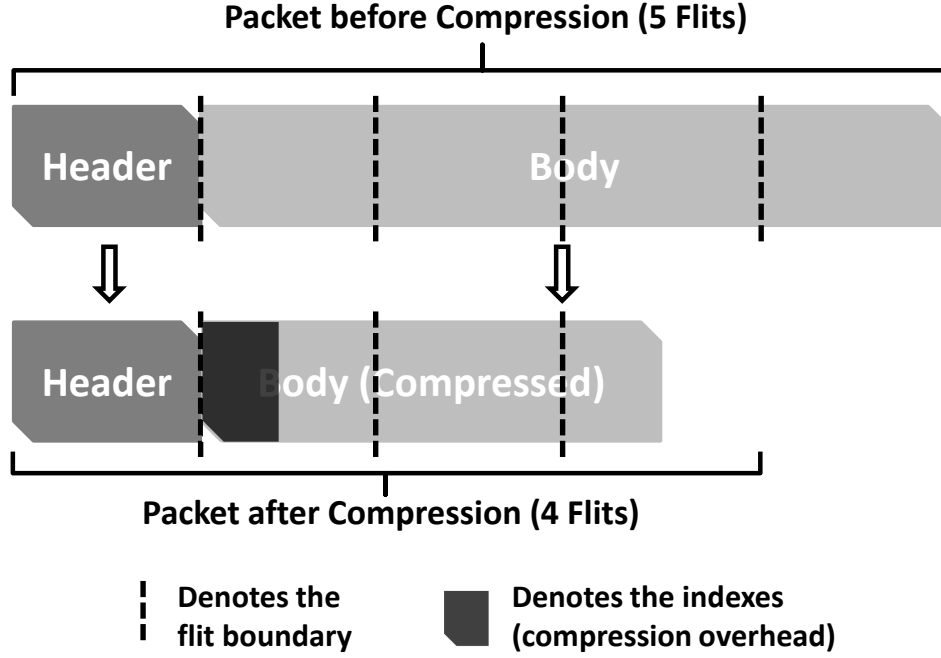 Packet before Compression (5 Flits)
Header
Body
Header
Body (Compressed)
Packet after Compression (4 Flits)
Denotes the
flit boundary
Denotes the indexes
(compression overhead)